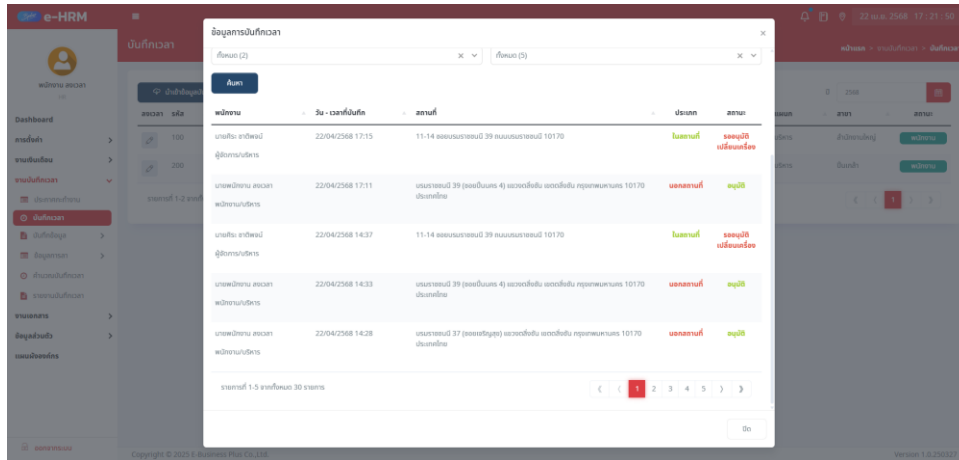 e-HRM
22 เม.ย. 2568 17 : 21 : 50
บันทึกเวลา
หน้าแรก
งานบันทึกเวลา
พนักงาน ลงเวลา
Dashboard
การตั้งค่า
งานเงินเดือน
งานบันทึกเวลา
ประกาศเข้างาน
บันทึกเวลา
บันทึกข้อมูล
ข้อมูลการลา
คำนวณบันทึกเวลา
รายงานบันทึกเวลา
งานเอกสาร
ข้อมูลส่วนตัว
แผนผังองค์กร
ออกจากระบบ
ลงเวลา รหัส
100
200
ปี 2568
สาขา สถานะ
สำนักงานใหญ่ พนักงาน
ปิ่นเกล้า พนักงาน
1
ข้อมูลการบันทึกเวลา
ทั้งหมด (2) ทั้งหมด (5)
ค้นหา
พนักงาน วัน - เวลาที่บันทึก สถานที่ ประเภท สถานะ
นายศิระ ชาติพจน์ 22/04/2568 17:15 11-14 ซอยบรมราชชนนี 39 ถนนบรมราชชนนี 10170 ในสถานที่ รออนุมัติ
เปลี่ยนเครื่อง
ผู้จัดการ/บริหาร
นายพนักงาน ลงเวลา 22/04/2568 17:11 บรมราชชนนี 39 (ซอยปิ่นนคร 4) แขวงตลิ่งชัน เขตตลิ่งชัน กรุงเทพมหานคร 10170 นอกสถานที่ อนุมัติ
ประเทศไทย
พนักงาน/บริหาร
นายศิระ ชาติพจน์ 22/04/2568 14:37 11-14 ซอยบรมราชชนนี 39 ถนนบรมราชชนนี 10170 ในสถานที่ รออนุมัติ
เปลี่ยนเครื่อง
ผู้จัดการ/บริหาร
นายพนักงาน ลงเวลา 22/04/2568 14:33 บรมราชชนนี 39 (ซอยปิ่นนคร 4) แขวงตลิ่งชัน เขตตลิ่งชัน กรุงเทพมหานคร 10170 นอกสถานที่ อนุมัติ
ประเทศไทย
พนักงาน/บริหาร
นายพนักงาน ลงเวลา 22/04/2568 14:28 บรมราชชนนี 37 (ซอยเจริญสุข) แขวงตลิ่งชัน เขตตลิ่งชัน กรุงเทพมหานคร 10170 นอกสถานที่ อนุมัติ
ประเทศไทย
พนักงาน/บริหาร
รายการที่ 1-5 จากทั้งหมด 30 รายการ
1 2 3 4 5
ปิด
Copyright © 2025 E-Business Plus Co.,Ltd.
Version 1.6.250327